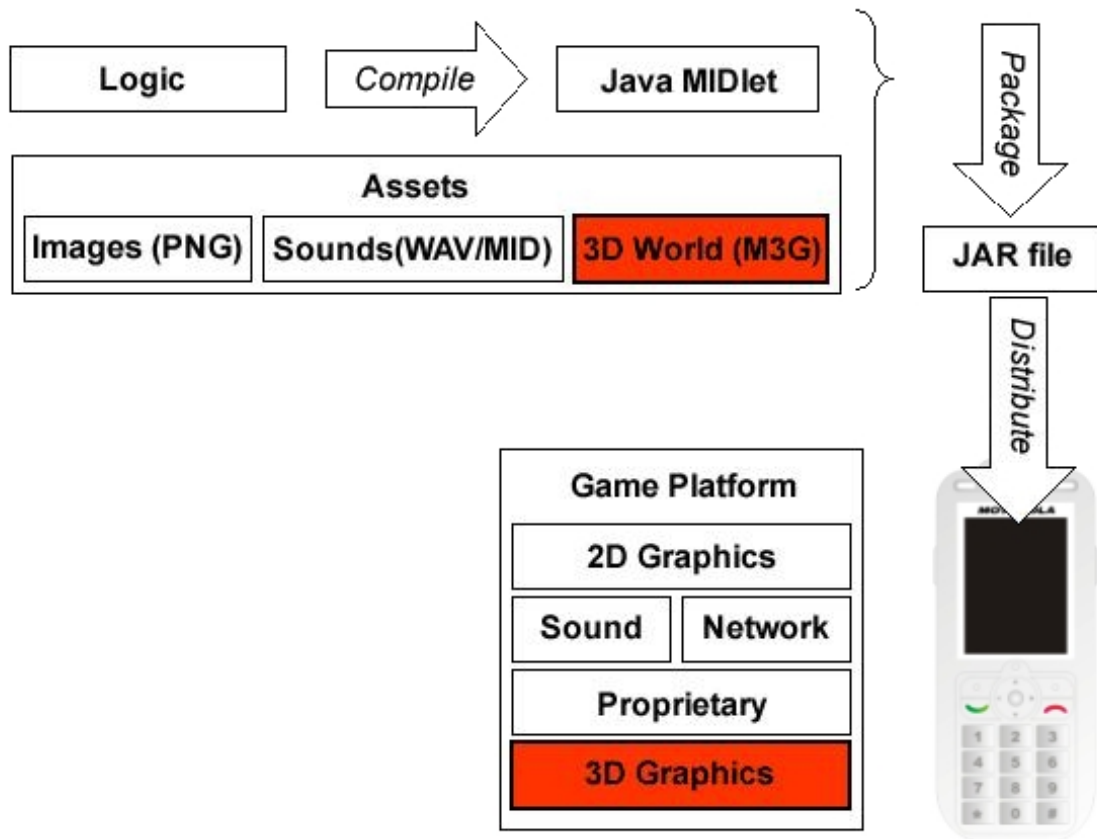 Logic
Compile
Java MIDlet
Package
Assets
Images (PNG)
Sounds(WAV/MID)
3D World (M3G)
JAR file
Distribute
Game Platform
2D Graphics
Sound
Network
Proprietary
3D Graphics
MOTOROLA
1 2 3
4 5 6
7 8 9
* 0 #